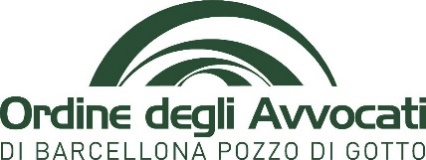 Ordine degli Avvocati
DI BARCELLONA POZZO DI GOTTO